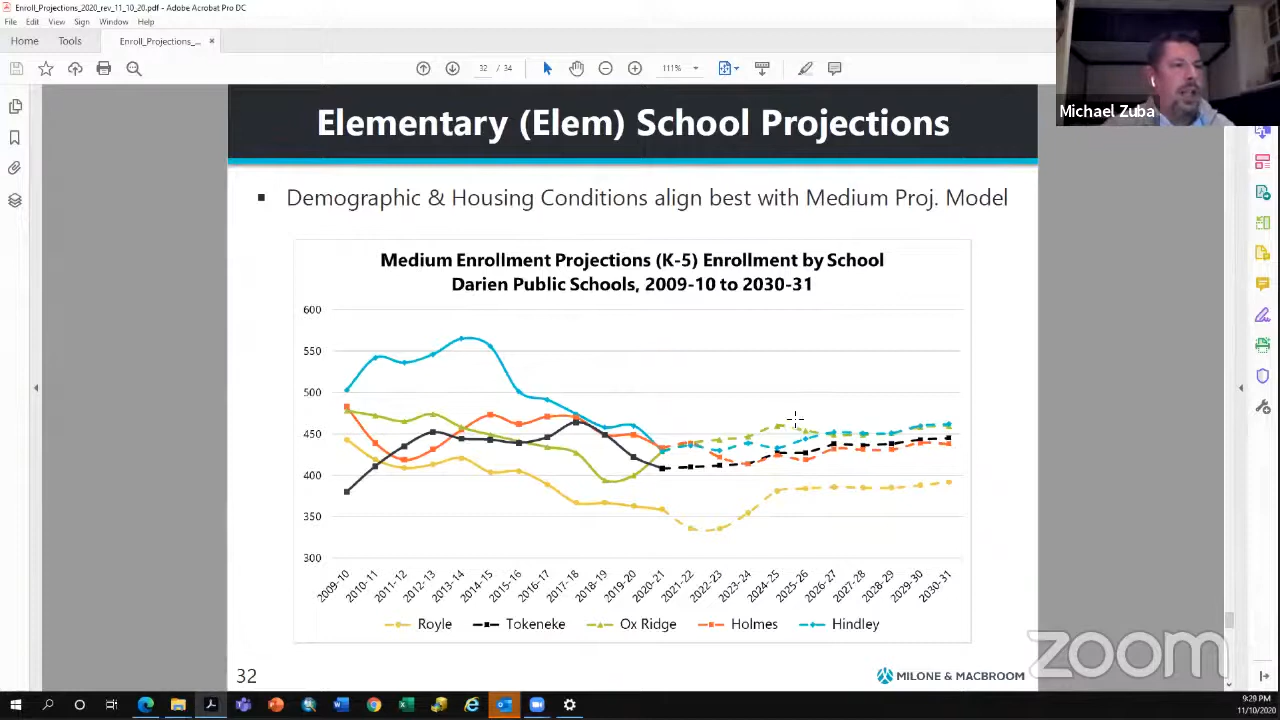 Enroll_Projections_2020_rev_11_10_20.pdf - Adobe Acrobat Pro DC
File Edit View Sign Window Help
Home Tools Enroll_Projections_... ×
32 / 34 111%
Michael Zuba
Elementary (Elem) School Projections
▪ Demographic & Housing Conditions align best with Medium Proj. Model
Medium Enrollment Projections (K-5) Enrollment by School
Darien Public Schools, 2009-10 to 2030-31
600
550
500
450
400
350
300
2009-10 2010-11 2011-12 2012-13 2013-14 2014-15 2015-16 2016-17 2017-18 2018-19 2019-20 2020-21 2021-22 2022-23 2023-24 2024-25 2025-26 2026-27 2027-28 2028-29 2029-30 2030-31
Royle Tokeneke Ox Ridge Holmes Hindley
zoom
32
MILONE & MACBROOM
9:29 PM
11/10/2020